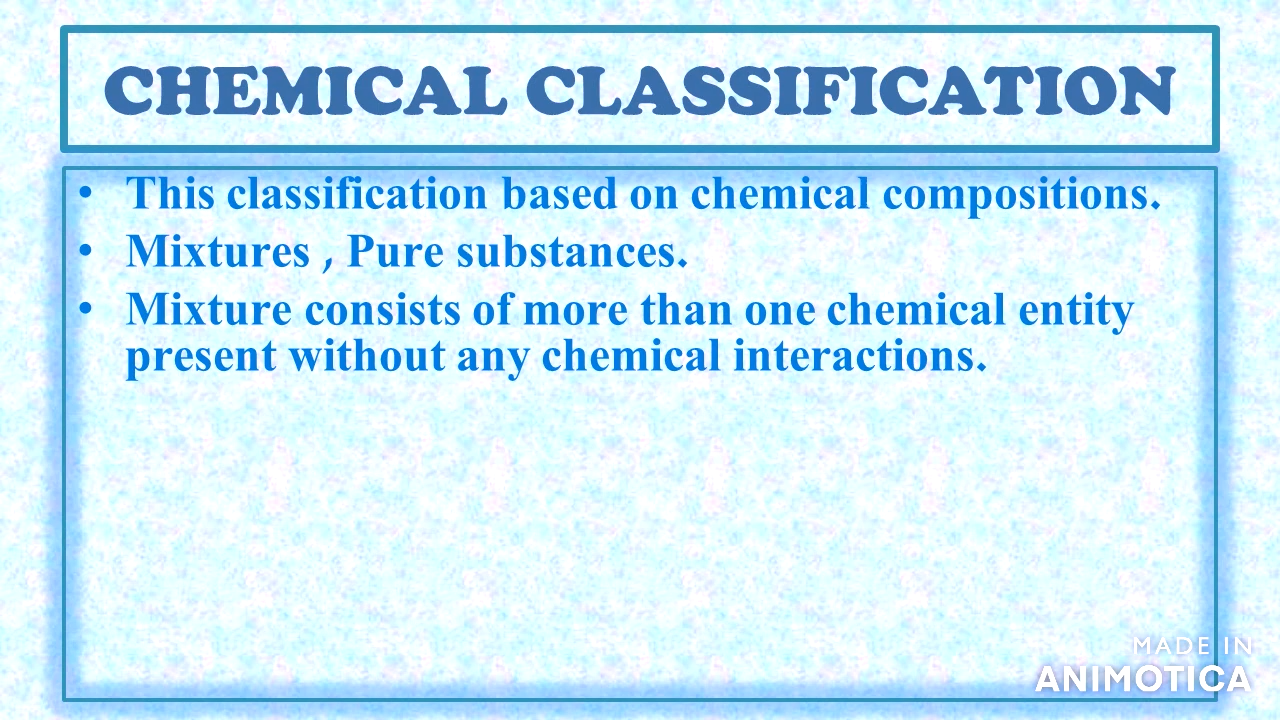 CHEMICAL CLASSIFICATION
• This classification based on chemical compositions.
• Mixtures , Pure substances.
• Mixture consists of more than one chemical entity
present without any chemical interactions.
MADE IN
ANIMOTICA